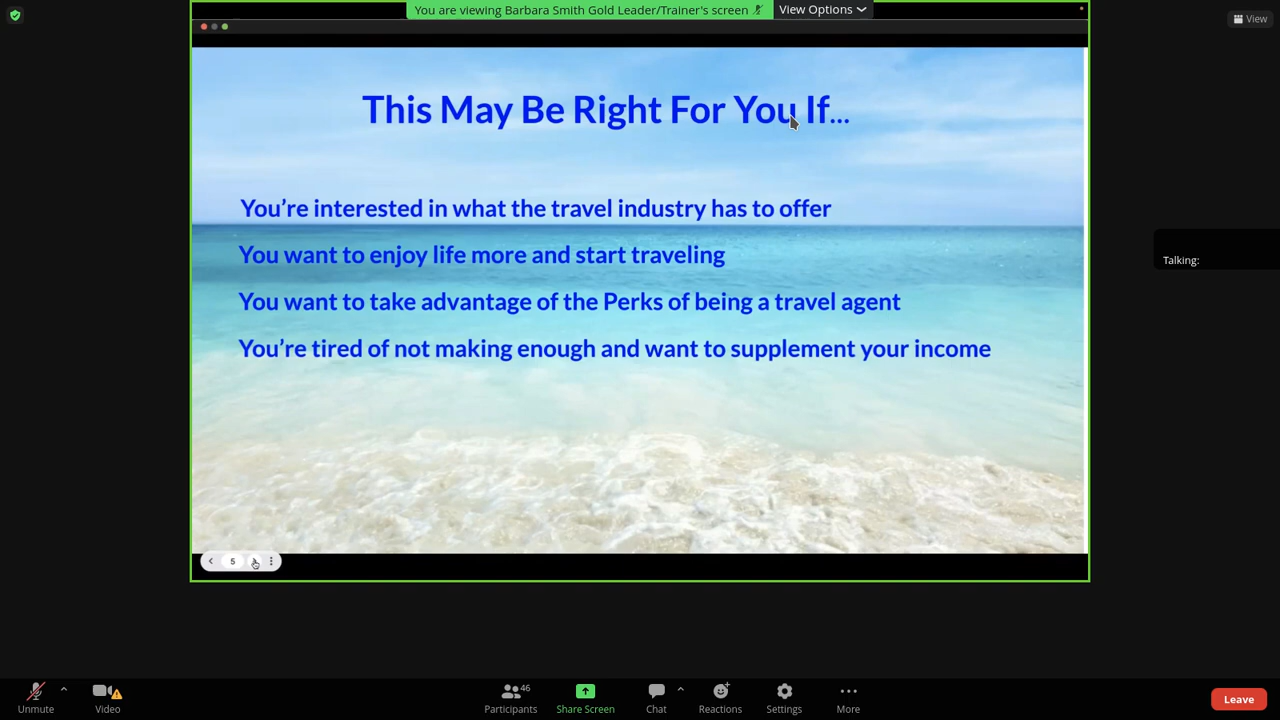 You are viewing Barbara Smith Gold Leader/Trainer's screen
View Options
View
This May Be Right For You If...
You’re interested in what the travel industry has to offer
You want to enjoy life more and start traveling
Talking:
You want to take advantage of the Perks of being a travel agent
You’re tired of not making enough and want to supplement your income
5
Unmute
Video
46
Participants
Share Screen
Chat
Reactions
Settings
More
Leave